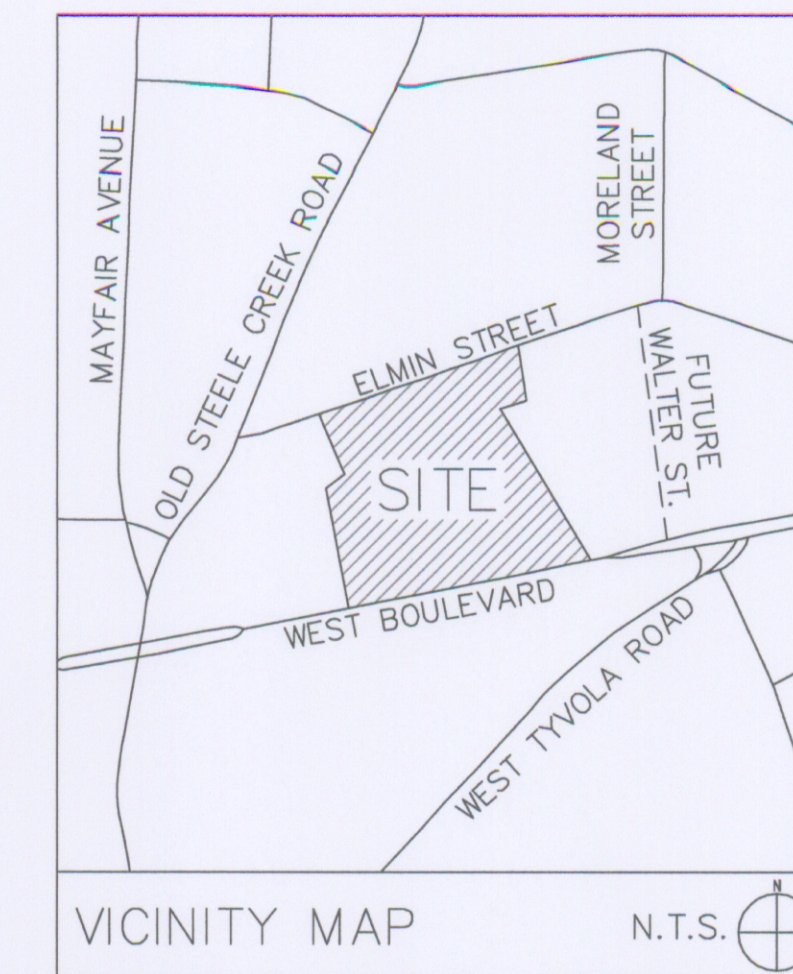 MAYFAIR AVENUE
OLD STEELE CREEK ROAD
MORELAND
STREET
ELMIN STREET
FUTURE
WALTER ST.
SITE
WEST BOULEVARD
WEST TYVOLA ROAD
VICINITY MAP
N.T.S.
N